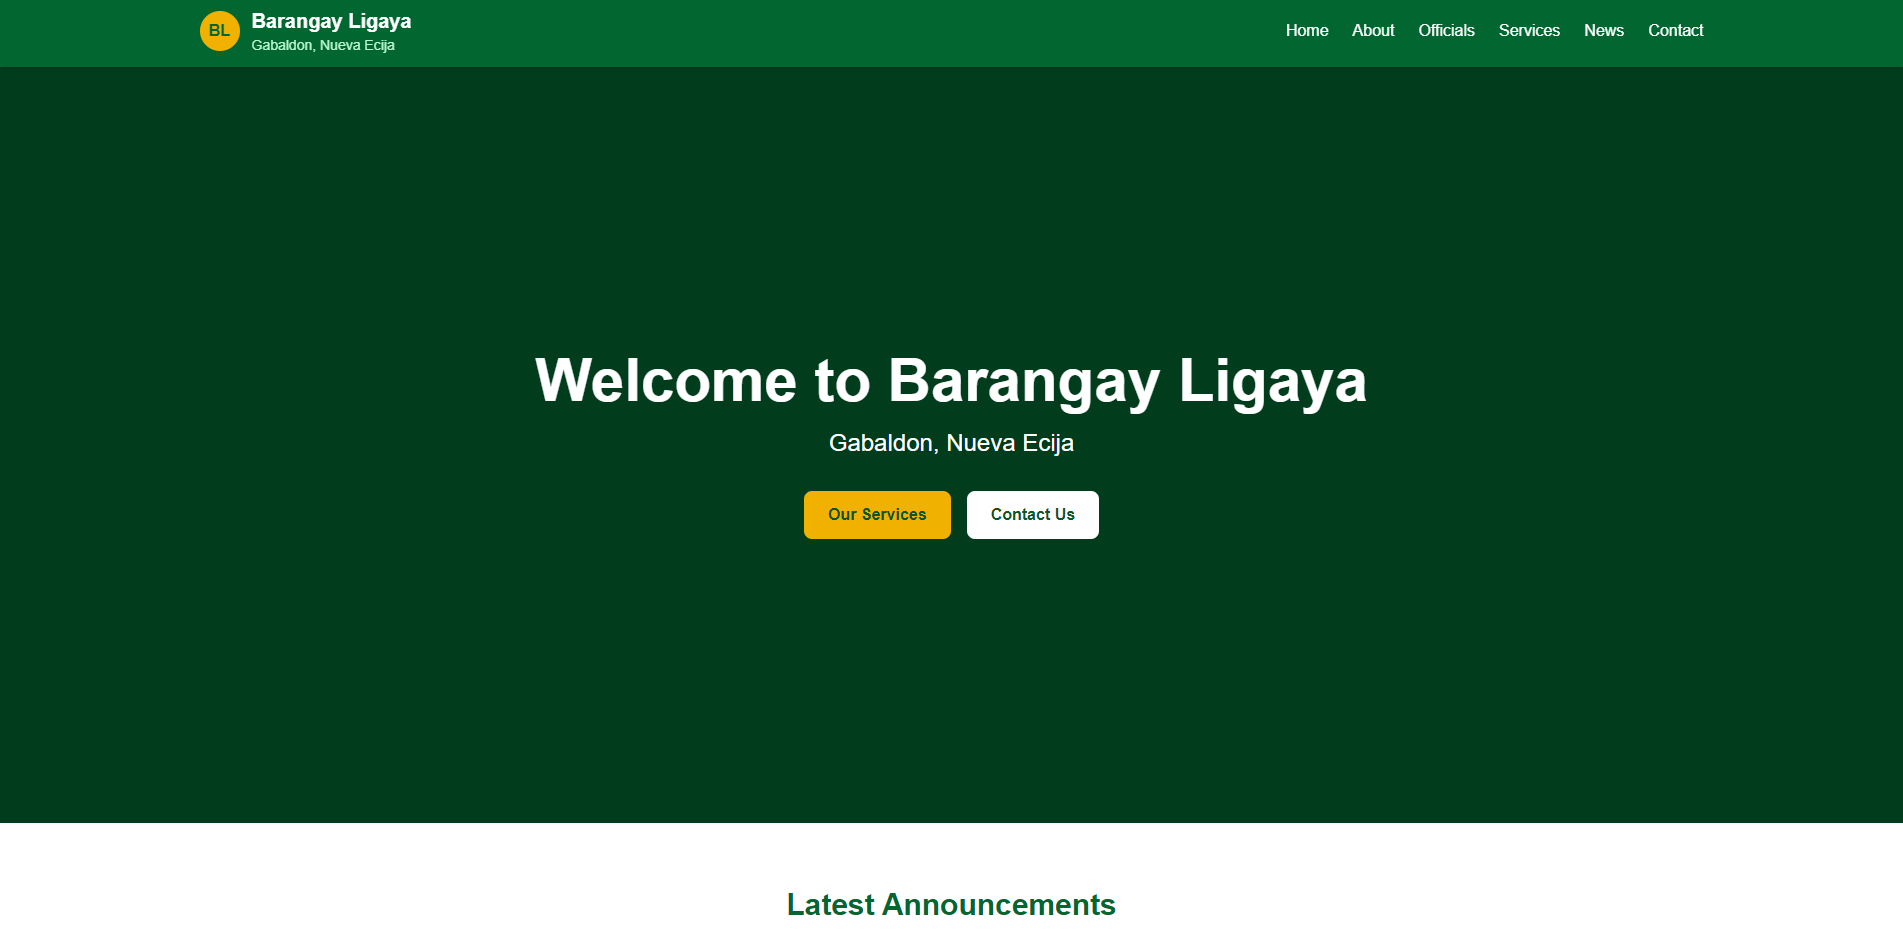 BL
Barangay Ligaya
Gabaldon, Nueva Ecija
Home About Officials Services News Contact
Welcome to Barangay Ligaya
Gabaldon, Nueva Ecija
Our Services Contact Us
Latest Announcements